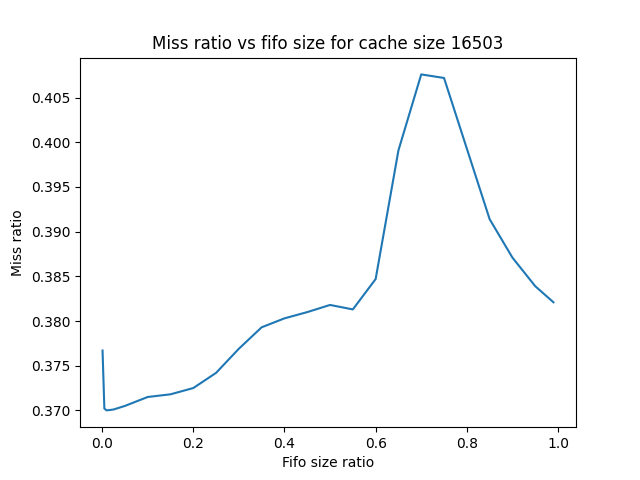 Miss ratio vs fifo size for cache size 16503
0.405
0.400
0.395
0.390
0.385
0.380
0.375
0.370
Miss ratio
0.0 0.2 0.4 0.6 0.8 1.0
Fifo size ratio